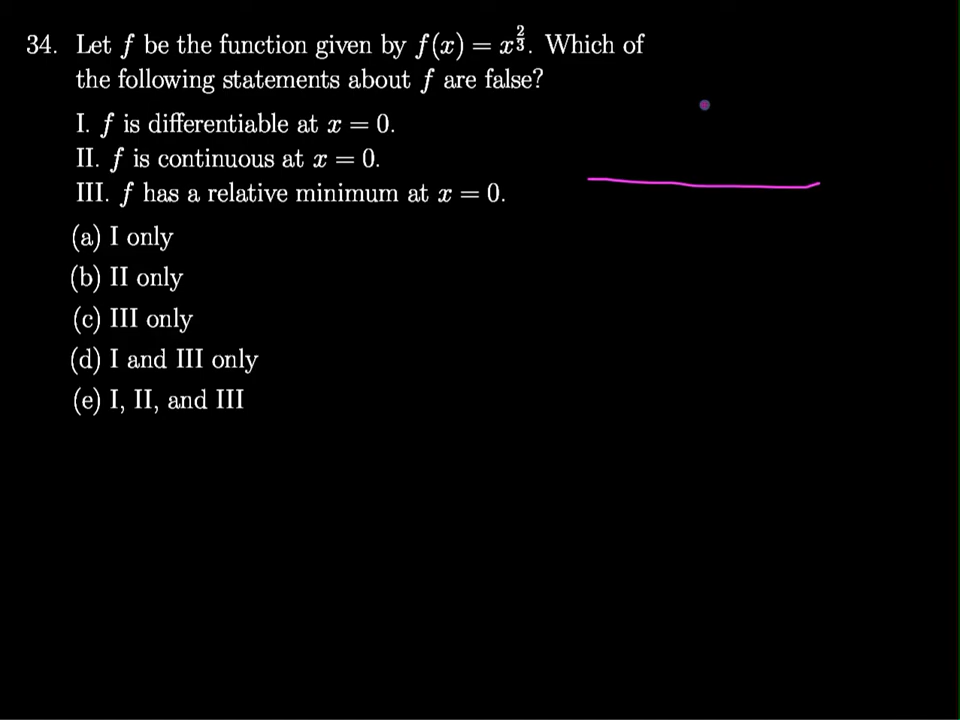 34. Let f be the function given by f(x) = x^{2/3}. Which of
the following statements about f are false?
I. f is differentiable at x = 0.
II. f is continuous at x = 0.
III. f has a relative minimum at x = 0.
(a) I only
(b) II only
(c) III only
(d) I and III only
(e) I, II, and III